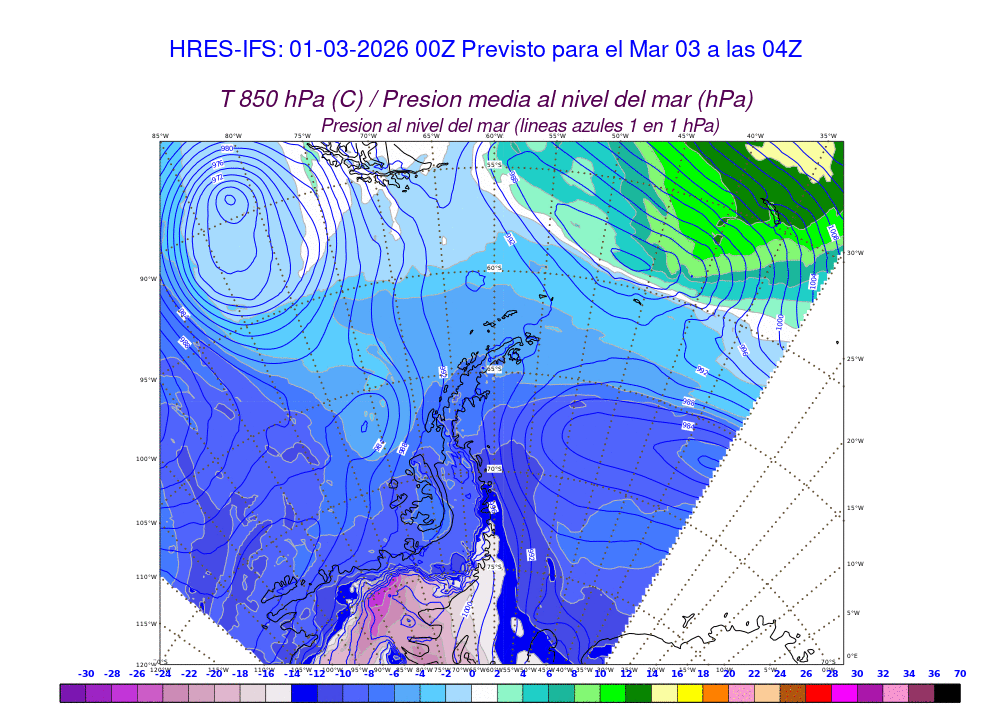 HRES-IFS: 01-03-2026 00Z Previsto para el Mar 03 a las 04Z
T 850 hPa (C) / Presion media al nivel del mar (hPa)
Presion al nivel del mar (lineas azules 1 en 1 hPa)
85°W 80°W 75°W 70°W 65°W 60°W 55°W 50°W 45°W 40°W 35°W
980
976
972
55°S
1008
30°W
60°S
90°W
1004
1000
996
25°W
65°S
992
95°W
988
984
20°W
100°W
70°S
15°W
105°W
75°S
10°W
110°W
1000
5°W
115°W
0°E
120°W
70°S
-30 -28 -26 -24 -22 -20 -18 -16 -14 -12 -10 -8 -6 -4 -2 0 2 4 6 8 10 12 14 16 18 20 22 24 26 28 30 32 34 36 70